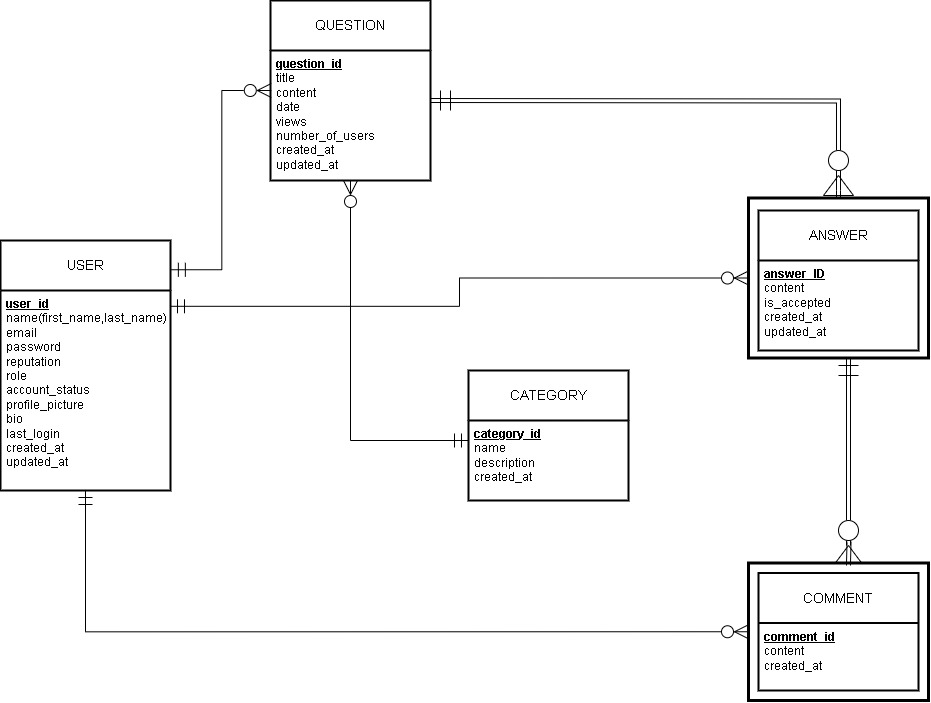 QUESTION
question_id
title
content
date
views
number_of_users
created_at
updated_at
USER
user_id
name(first_name,last_name)
email
password
reputation
role
account_status
profile_picture
bio
last_login
created_at
updated_at
ANSWER
answer_ID
content
is_accepted
created_at
updated_at
CATEGORY
category_id
name
description
created_at
COMMENT
comment_id
content
created_at